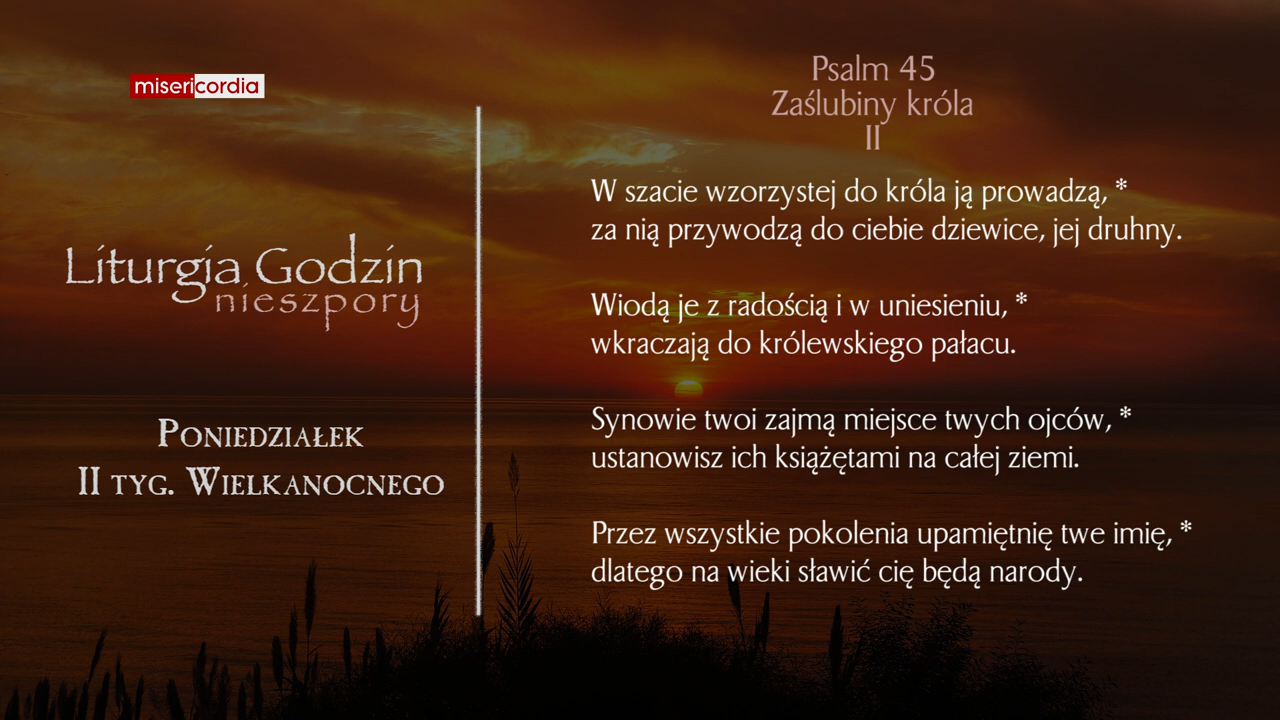 misericordia
Liturgia Godzin
nieszpory
Poniedziałek
II tyg. Wielkanocnego
Psalm 45
Zaślubiny króla
II
W szacie wzorzystej do króla ją prowadzą, *
za nią przywodzą do ciebie dziewice, jej druhny.
Wiodą je z radością i w uniesieniu, *
wkraczają do królewskiego pałacu.
Synowie twoi zajmą miejsce twych ojców, *
ustanowisz ich książętami na całej ziemi.
Przez wszystkie pokolenia upamiętnię twe imię, *
dlatego na wieki sławić cię będą narody.